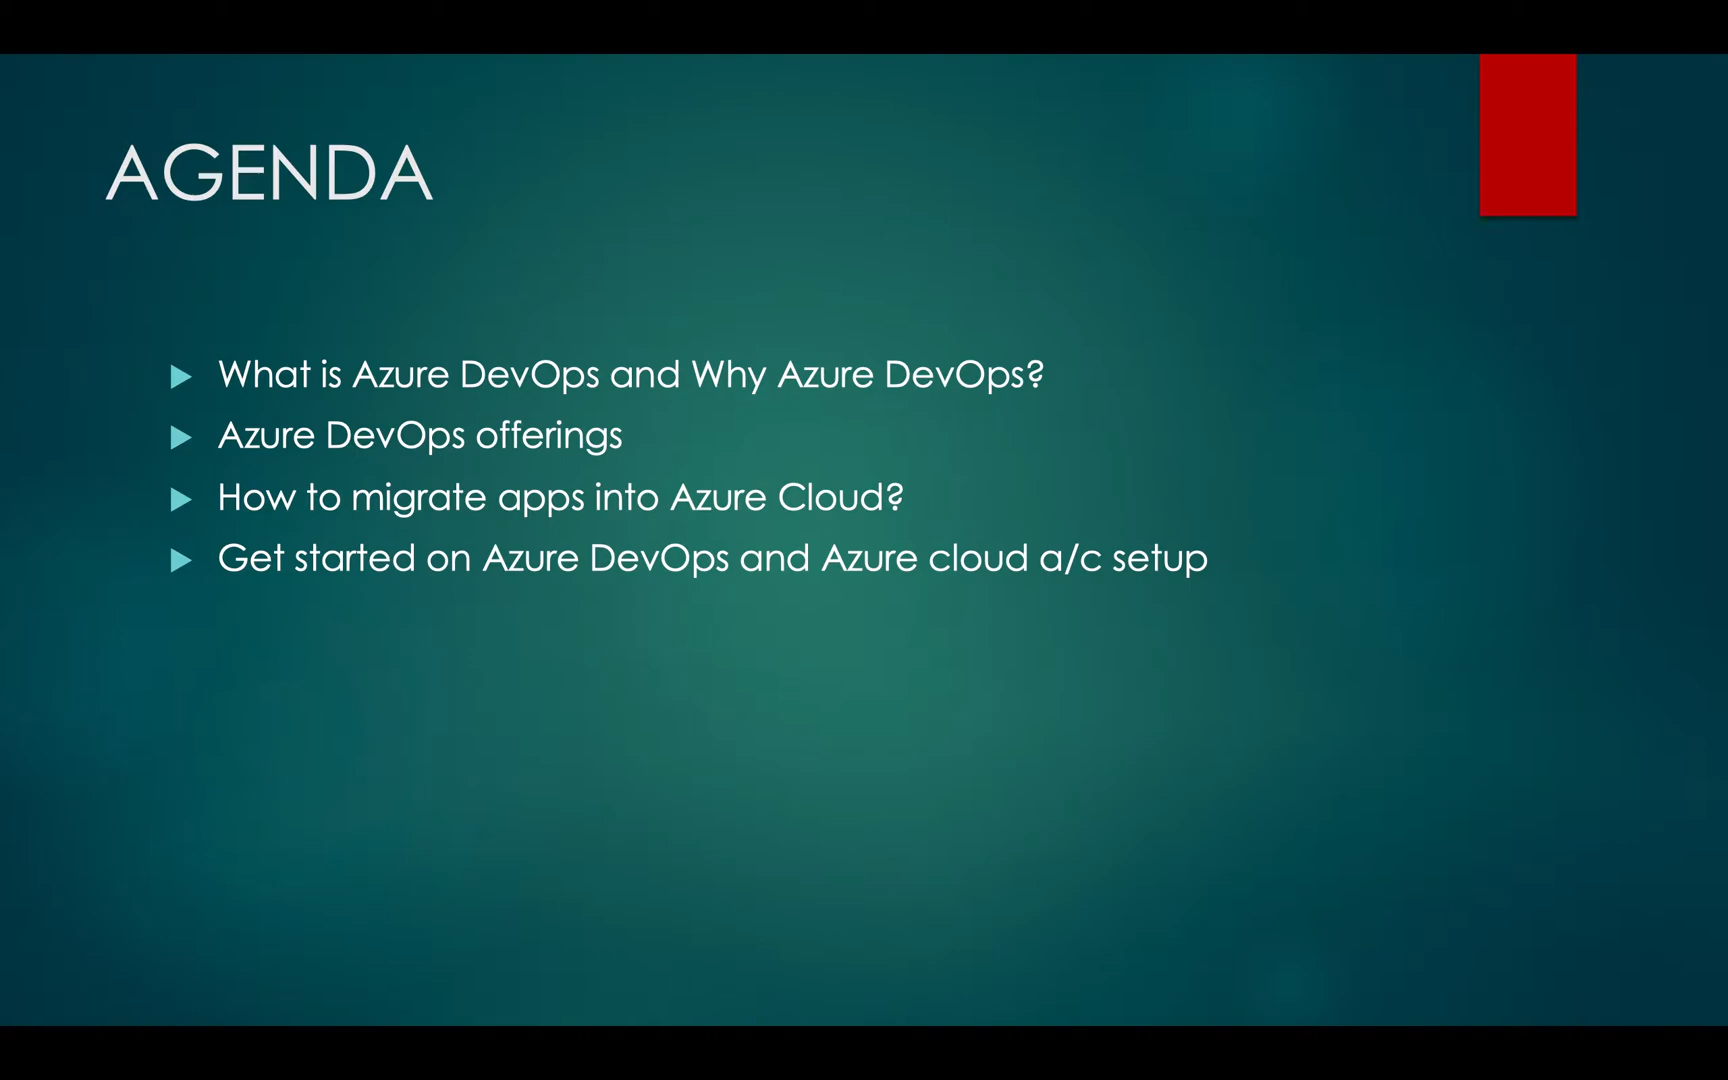 AGENDA
What is Azure DevOps and Why Azure DevOps?
Azure DevOps offerings
How to migrate apps into Azure Cloud?
Get started on Azure DevOps and Azure cloud a/c setup